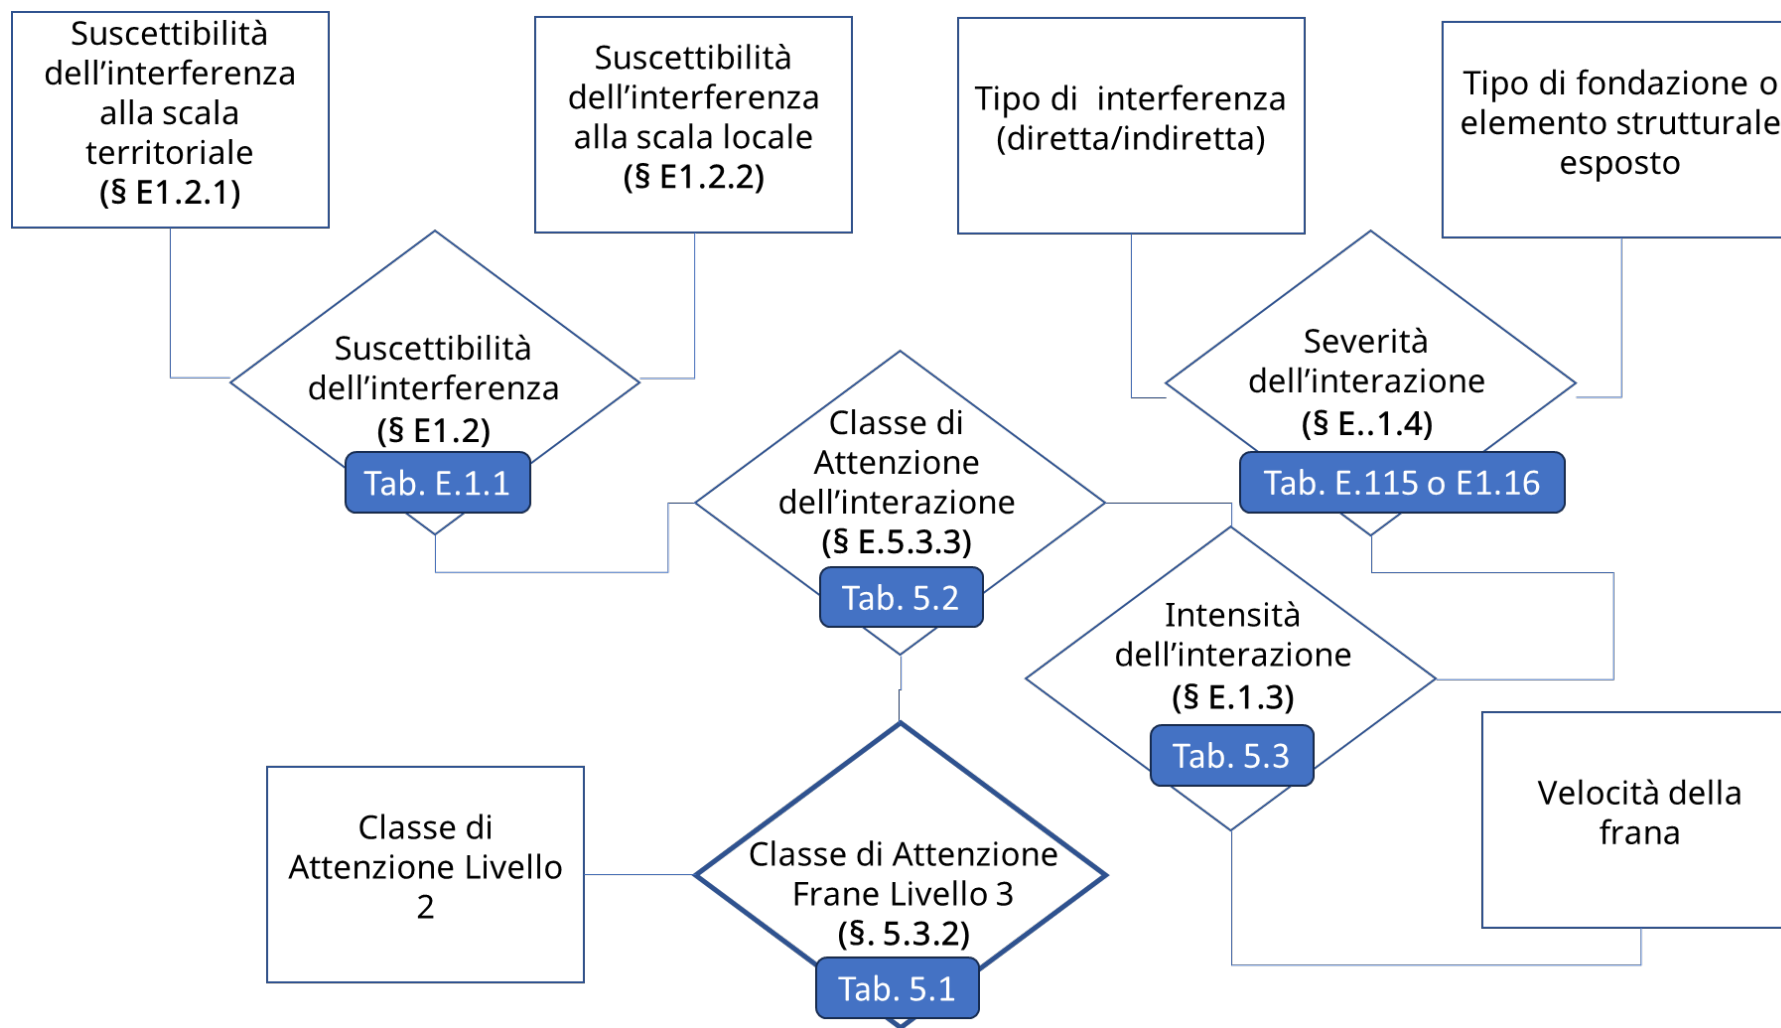 Suscettibilità
dell’interferenza
alla scala
territoriale
(§ E1.2.1)
Suscettibilità
dell’interferenza
alla scala locale
(§ E1.2.2)
Tipo di interferenza
(diretta/indiretta)
Tipo di fondazione o
elemento strutturale
esposto
Suscettibilità
dell’interferenza
(§ E1.2)
Tab. E.1.1
Classe di
Attenzione
dell’interazione
(§ E.5.3.3)
Tab. 5.2
Severità
dell’interazione
(§ E..1.4)
Tab. E.115 o E1.16
Intensità
dell’interazione
(§ E.1.3)
Tab. 5.3
Velocità della
frana
Classe di
Attenzione Livello
2
Classe di Attenzione
Frane Livello 3
(§. 5.3.2)
Tab. 5.1